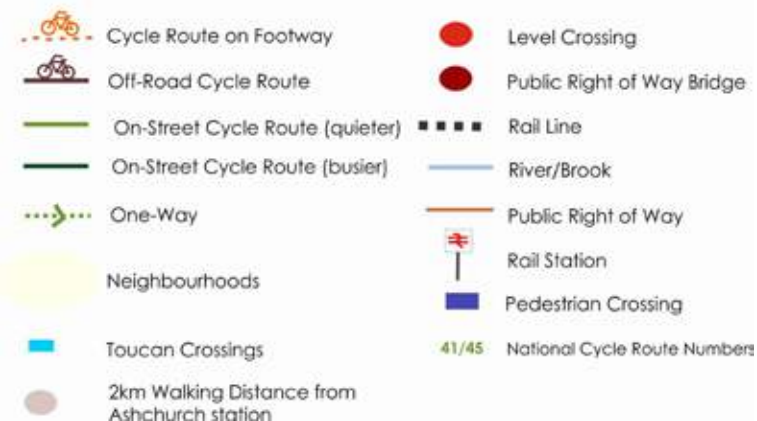 Cycle Route on Footway
Off-Road Cycle Route
On-Street Cycle Route (quieter)
On-Street Cycle Route (busier)
One-Way
Neighbourhoods
Toucan Crossings
2km Walking Distance from
Ashchurch station
Level Crossing
Public Right of Way Bridge
Rail Line
River/Brook
Public Right of Way
Rail Station
Pedestrian Crossing
41/45 National Cycle Route Numbers